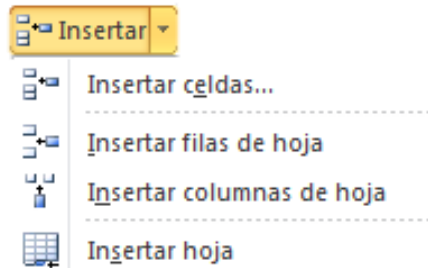 Insertar
Insertar celdas...
Insertar filas de hoja
Insertar columnas de hoja
Insertar hoja